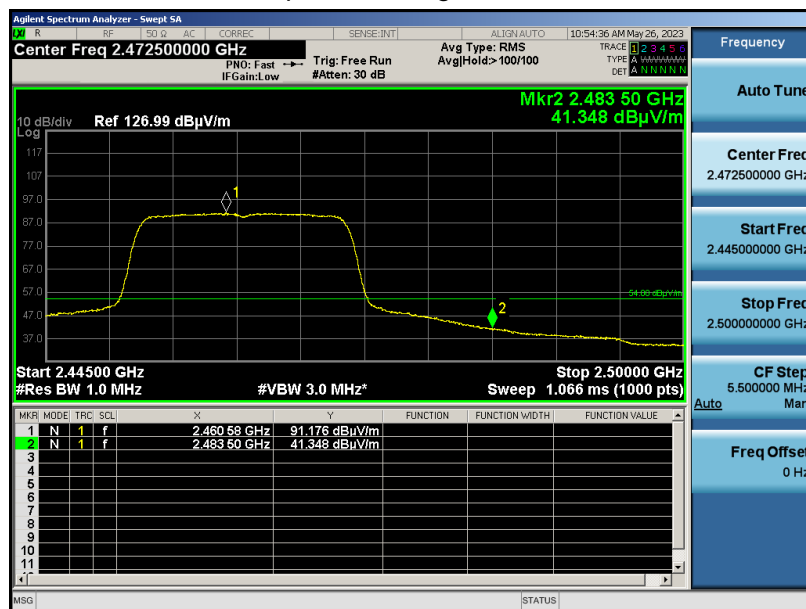 Agilent Spectrum Analyzer - Swept SA
LXI R RF 50 Ω AC CORREC SENSE:INT ALIGN AUTO 10:54:36 AM May 26, 2023
Center Freq 2.472500000 GHz
PNO: Fast
IFGain:Low
Trig: Free Run
#Atten: 30 dB
Avg Type: RMS
Avg|Hold:>100/100
TRACE 1 2 3 4 5 6
TYPE A WWWWW
DET A N N N N N
Mkr2 2.483 50 GHz
41.348 dBµV/m
10 dB/div Ref 126.99 dBµV/m
Log
117
107
97.0
87.0
77.0
67.0
57.0
47.0
37.0
1
2
54.00 dBµV/m
Start 2.44500 GHz Stop 2.50000 GHz
#Res BW 1.0 MHz #VBW 3.0 MHz* Sweep 1.066 ms (1000 pts)
MKR MODE TRC SCL X Y FUNCTION FUNCTION WIDTH FUNCTION VALUE
1 N 1 f 2.460 58 GHz 91.176 dBµV/m
2 N 1 f 2.483 50 GHz 41.348 dBµV/m
3
4
5
6
7
8
9
10
11
MSG STATUS
Frequency
Auto Tune
Center Freq
2.472500000 GHz
Start Freq
2.445000000 GHz
Stop Freq
2.500000000 GHz
CF Step
5.500000 MHz
Auto Man
Freq Offset
0 Hz